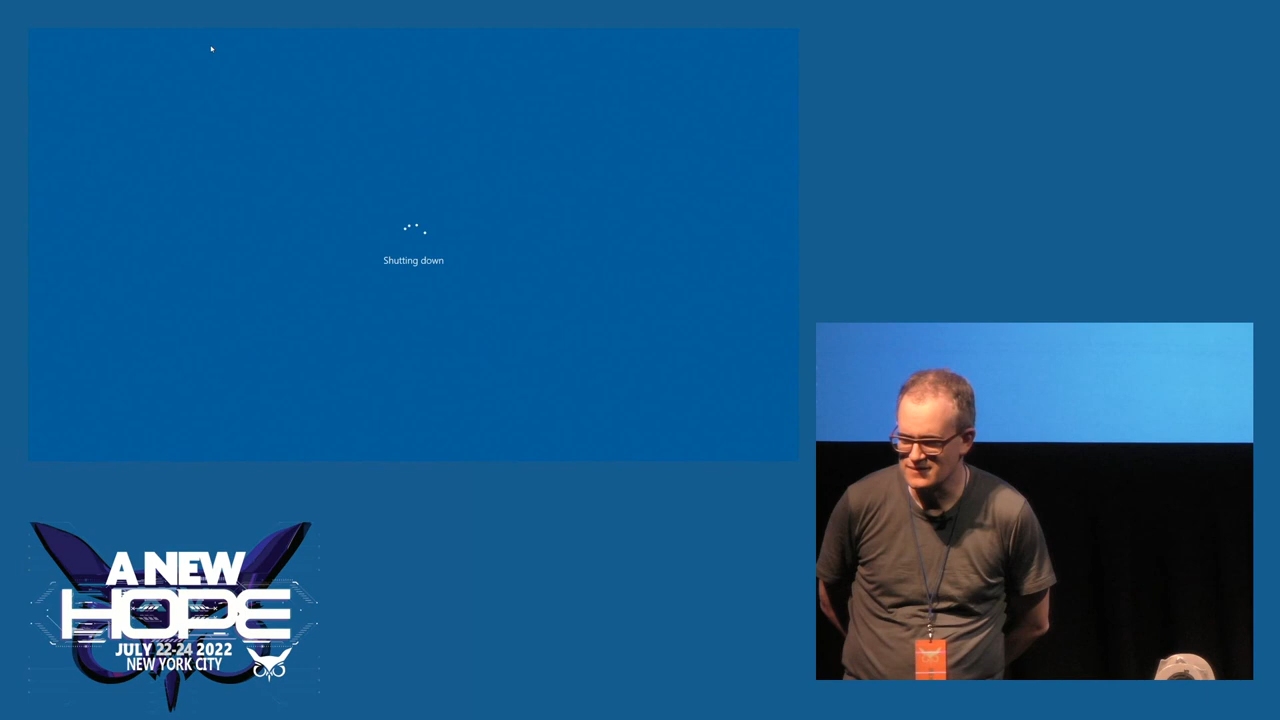 Shutting down
A NEW
HOPE
JULY 22-24 2022
NEW YORK CITY